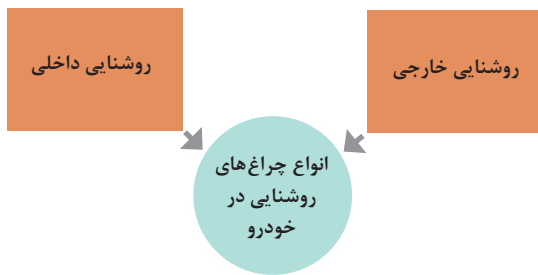 روشنایی خارجی
روشنایی داخلی
انواع چراغ‌های
روشنایی در
خودرو